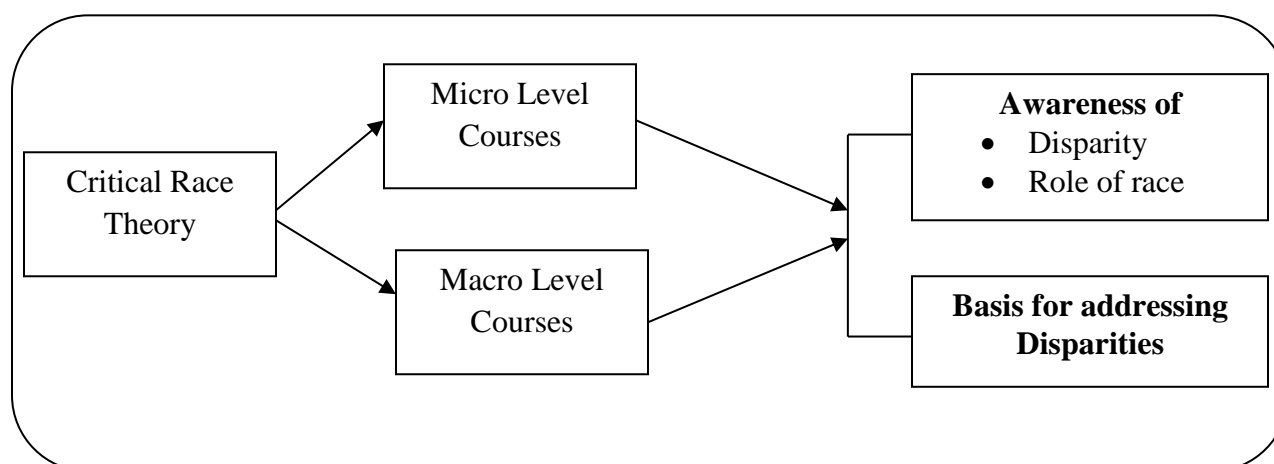 Critical Race
Theory
Micro Level
Courses
Macro Level
Courses
Awareness of
• Disparity
• Role of race
Basis for addressing
Disparities